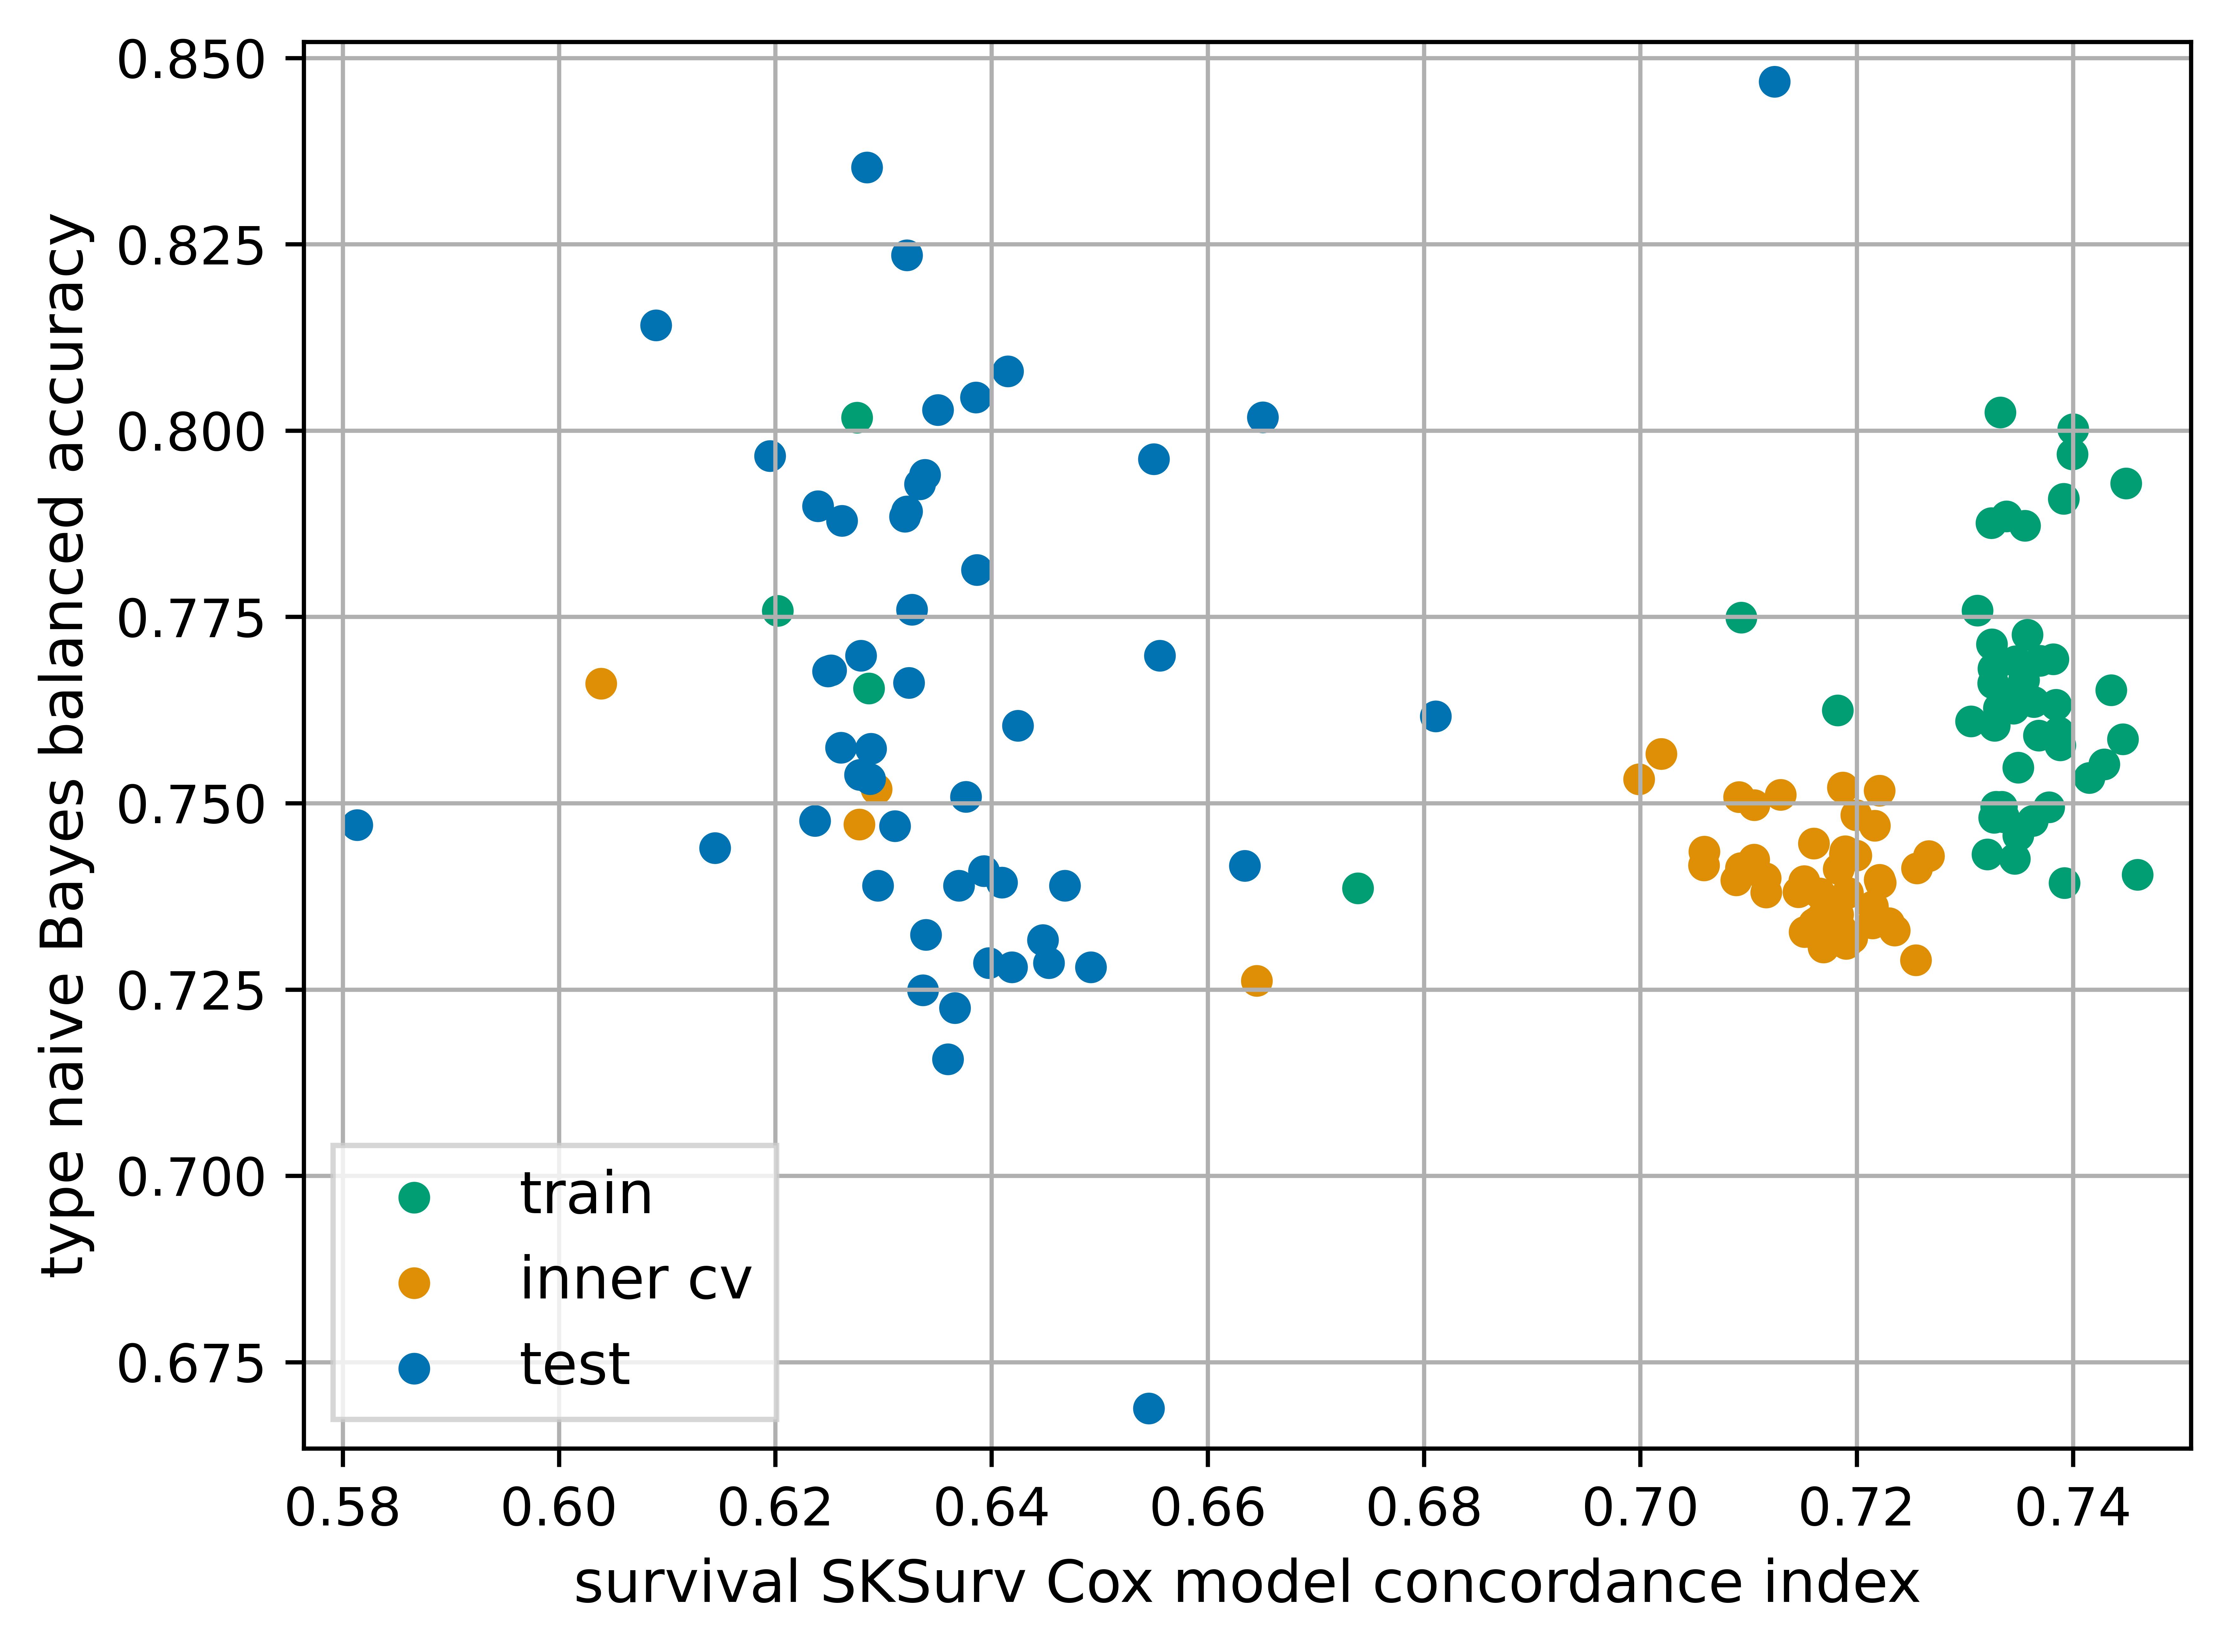 0.850
0.825
0.800
0.775
0.750
0.725
0.700
0.675
type naive Bayes balanced accuracy
train
inner cv
test
0.58 0.60 0.62 0.64 0.66 0.68 0.70 0.72 0.74
survival SKSurv Cox model concordance index